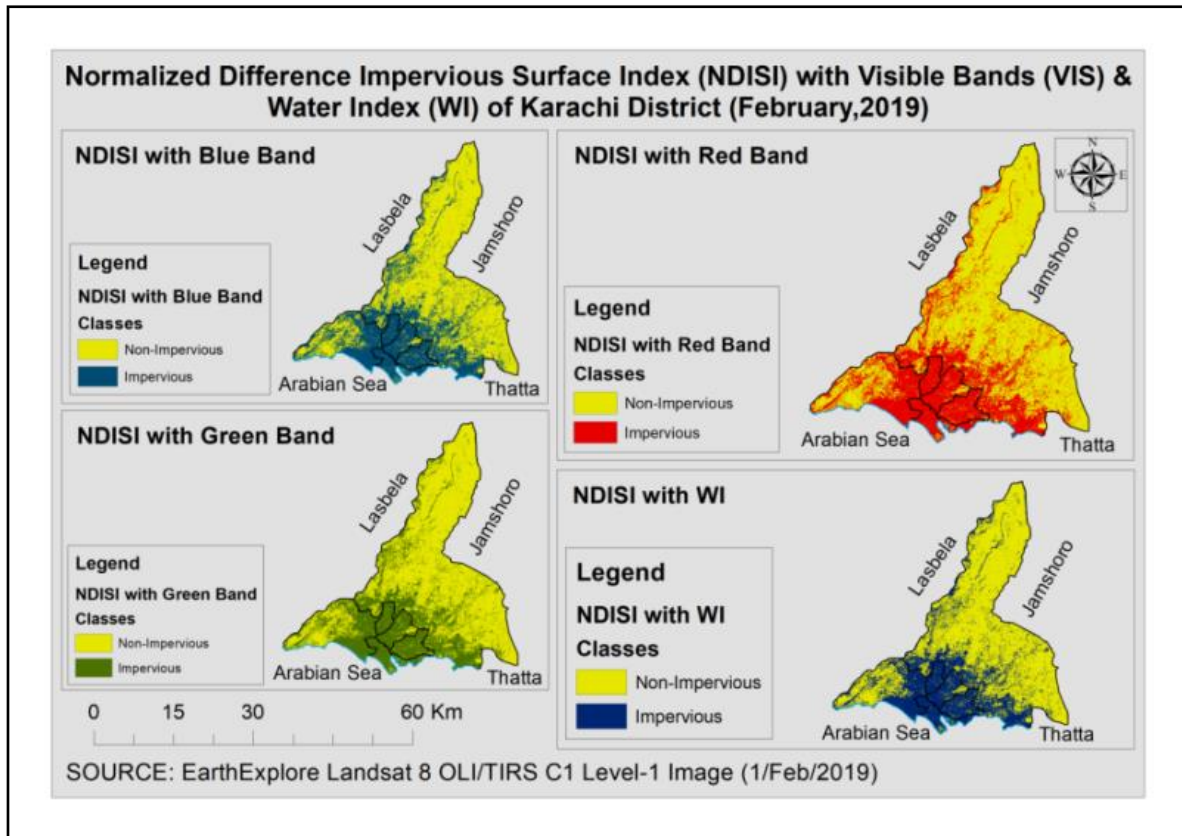 Normalized Difference Impervious Surface Index (NDISI) with Visible Bands (VIS) &
Water Index (WI) of Karachi District (February,2019)
NDISI with Blue Band
Lasbela
Jamshoro
Legend
NDISI with Blue Band
Classes
Non-Impervious
Impervious
Arabian Sea
Thatta
NDISI with Red Band
N
W
E
S
Lasbela
Jamshoro
Legend
NDISI with Red Band
Classes
Non-Impervious
Impervious
Arabian Sea
Thatta
NDISI with Green Band
Lasbela
Jamshoro
Legend
NDISI with Green Band
Classes
Non-Impervious
Impervious
Arabian Sea
Thatta
NDISI with WI
Lasbela
Jamshoro
Legend
NDISI with WI
Classes
Non-Impervious
Impervious
Arabian Sea
Thatta
0 15 30 60 Km
SOURCE: EarthExplore Landsat 8 OLI/TIRS C1 Level-1 Image (1/Feb/2019)